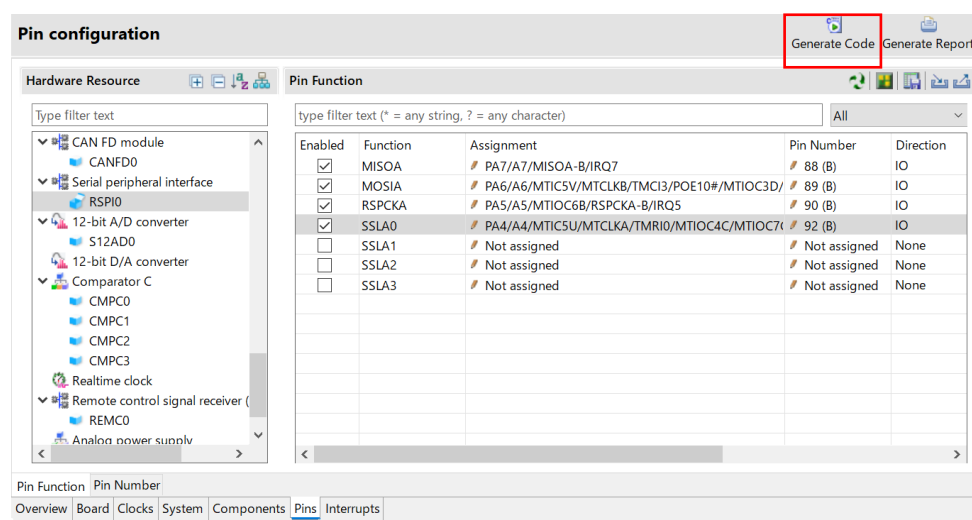 Pin configuration
Generate Code Generate Report
Hardware Resource
Pin Function
Type filter text
type filter text (* = any string, ? = any character)
All
CAN FD module
CANFD0
Serial peripheral interface
RSPI0
12-bit A/D converter
S12AD0
12-bit D/A converter
Comparator C
CMPC0
CMPC1
CMPC2
CMPC3
Realtime clock
Remote control signal receiver (
REMC0
Analog power supply
Enabled Function Assignment Pin Number Direction
MISOA PA7/A7/MISOA-B/IRQ7 88 (B) IO
MOSIA PA6/A6/MTIC5V/MTCLKB/TMCI3/POE10#/MTIOC3D/ 89 (B) IO
RSPCKA PA5/A5/MTIOC6B/RSPCKA-B/IRQ5 90 (B) IO
SSLA0 PA4/A4/MTIC5U/MTCLKA/TMRI0/MTIOC4C/MTIOC7( 92 (B) IO
SSLA1 Not assigned Not assigned None
SSLA2 Not assigned Not assigned None
SSLA3 Not assigned Not assigned None
Pin Function Pin Number
Overview Board Clocks System Components Pins Interrupts